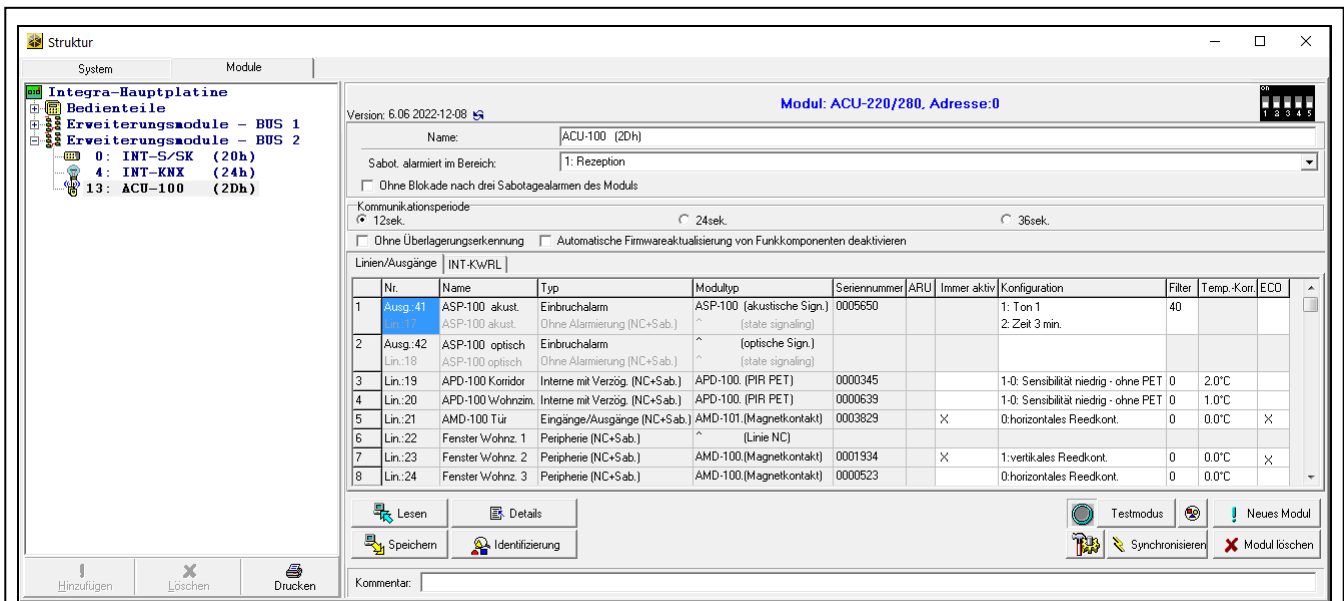 Struktur
System Module
Integra-Hauptplatine
Bedienteile
Erweiterungsmodule - BUS 1
Erweiterungsmodule - BUS 2
0: INT-S/SK (20h)
4: INT-KNX (24h)
13: ACU-100 (2Dh)
Hinzufügen Löschen Drucken
Modul: ACU-220/280, Adresse:0
on
1 2 3 4 5
Version: 6.06 2022-12-08
Name: ACU-100 (2Dh)
Sabot. alarmiert im Bereich: 1: Rezeption
Ohne Blokade nach drei Sabotagealarmen des Moduls
Kommunikationsperiode
12sek. 24sek. 36sek.
Ohne Überlagerungserkennung Automatische Firmwareaktualisierung von Funkkomponenten deaktivieren
Linien/Ausgänge INT-KWRL
Nr. Name Typ Modultyp Seriennummer ARU Immer aktiv Konfiguration Filter Temp.-Korr. ECO
1 Ausg.:41 ASP-100 akust. Einbruchalarm ASP-100 (akustische Sign.) 0005650 1: Ton 1 40
Lin.:17 ASP-100 akust. Ohne Alarmierung (NC+Sab.) ^ (state signaling) 2: Zeit 3 min.
2 Ausg.:42 ASP-100 optisch Einbruchalarm ^ (optische Sign.)
Lin.:18 ASP-100 optisch Ohne Alarmierung (NC+Sab.) ^ (state signaling)
3 Lin.:19 APD-100 Korridor Interne mit Verzög. (NC+Sab.) APD-100. (PIR PET) 0000345 1-0: Sensibilität niedrig - ohne PET 0 2.0°C
4 Lin.:20 APD-100 Wohnzim. Interne mit Verzög. (NC+Sab.) APD-100. (PIR PET) 0000639 1-0: Sensibilität niedrig - ohne PET 0 1.0°C
5 Lin.:21 AMD-100 Tür Eingänge/Ausgänge (NC+Sab.) AMD-101.(Magnetkontakt) 0003829 X 0:horizontales Reedkont. 0 0.0°C X
6 Lin.:22 Fenster Wohnz. 1 Peripherie (NC+Sab.) ^ (Linie NC)
7 Lin.:23 Fenster Wohnz. 2 Peripherie (NC+Sab.) AMD-100.(Magnetkontakt) 0001934 X 1:vertikales Reedkont. 0 0.0°C X
8 Lin.:24 Fenster Wohnz. 3 Peripherie (NC+Sab.) AMD-100.(Magnetkontakt) 0000523 0:horizontales Reedkont. 0 0.0°C
Lesen Details Testmodus Neues Modul
Speichern Identifizierung Synchronisieren Modul löschen
Kommentar: